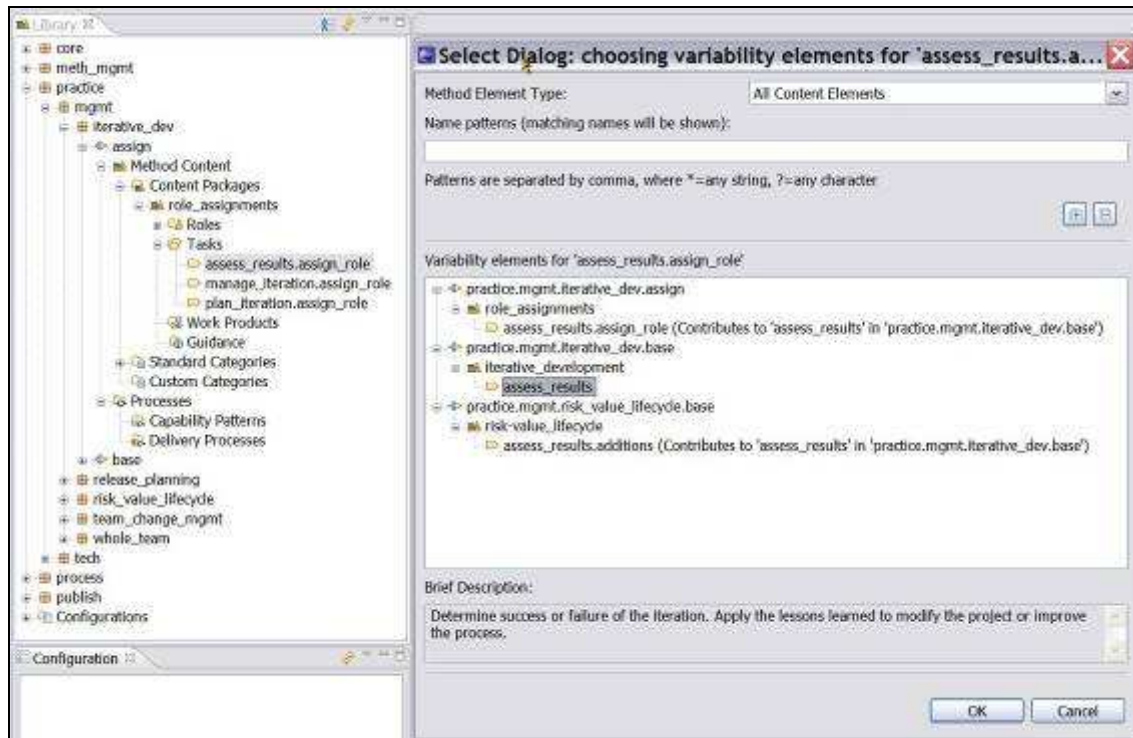 Library
core
meth_mgmt
practice
mgmt
iterative_dev
assign
Method Content
Content Packages
role_assignments
Roles
Tasks
assess_results.assign_role
manage_iteration.assign_role
plan_iteration.assign_role
Work Products
Guidance
Standard Categories
Custom Categories
Processes
Capability Patterns
Delivery Processes
base
release_planning
risk_value_lifecycle
team_change_mgmt
whole_team
tech
process
publish
Configurations
Configuration
Select Dialog: choosing variability elements for 'assess_results.a...
Method Element Type: All Content Elements
Name patterns (matching names will be shown):
Patterns are separated by comma, where *=any string, ?=any character
Variability elements for 'assess_results.assign_role'
practice.mgmt.iterative_dev.assign
role_assignments
assess_results.assign_role (Contributes to 'assess_results' in 'practice.mgmt.iterative_dev.base')
practice.mgmt.iterative_dev.base
iterative_development
assess_results
practice.mgmt.risk_value_lifecycle.base
risk-value_lifecycle
assess_results.additions (Contributes to 'assess_results' in 'practice.mgmt.iterative_dev.base')
Brief Description:
Determine success or failure of the iteration. Apply the lessons learned to modify the project or improve
the process.
OK Cancel